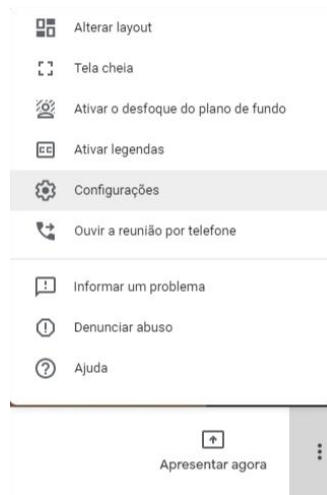 Alterar layout
Tela cheia
Ativar o desfoque do plano de fundo
CC
Ativar legendas
Configurações
Ouvir a reunião por telefone
Informar um problema
Denunciar abuso
Ajuda
Apresentar agora